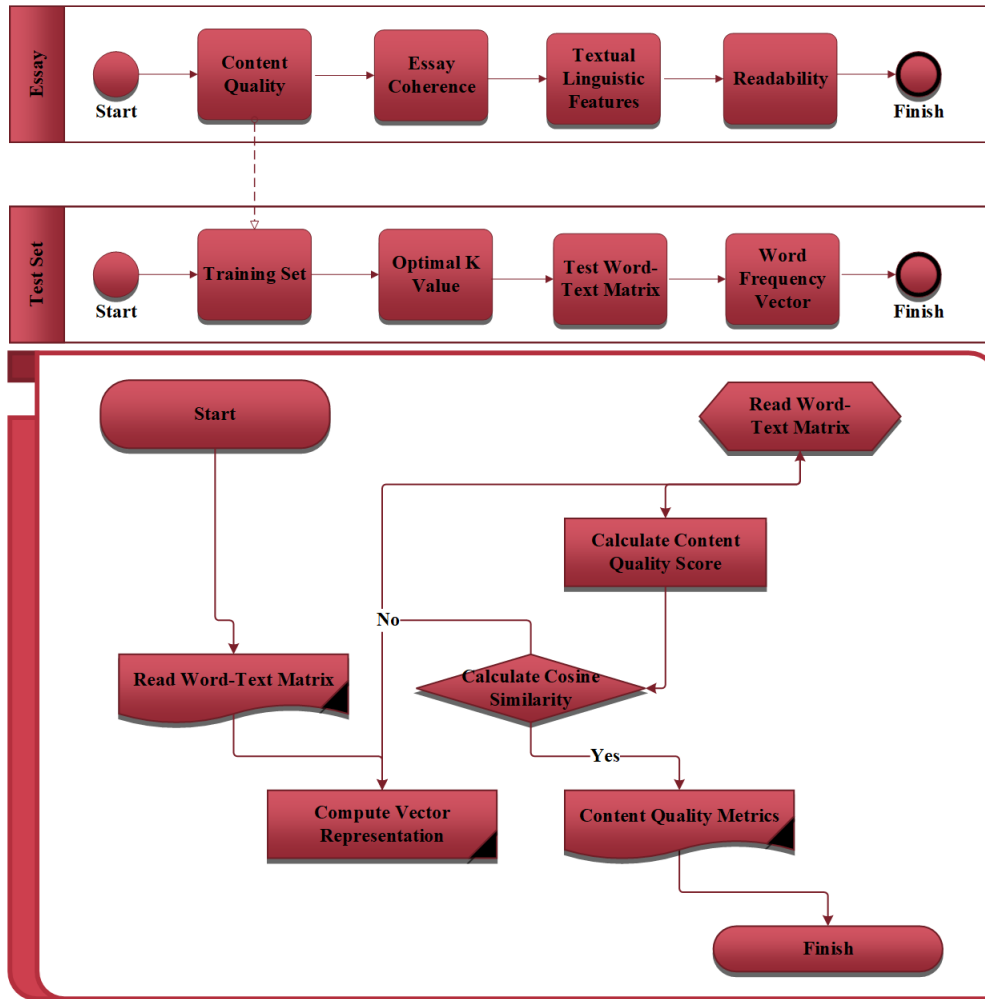 Essay
Start
Content
Quality
Essay
Coherence
Textual
Linguistic
Features
Readability
Finish
Test Set
Start
Training Set
Optimal K
Value
Test Word-
Text Matrix
Word
Frequency
Vector
Finish
Start
Read Word-
Text Matrix
Calculate Content
Quality Score
No
Read Word-Text Matrix
Calculate Cosine
Similarity
Yes
Compute Vector
Representation
Content Quality Metrics
Finish